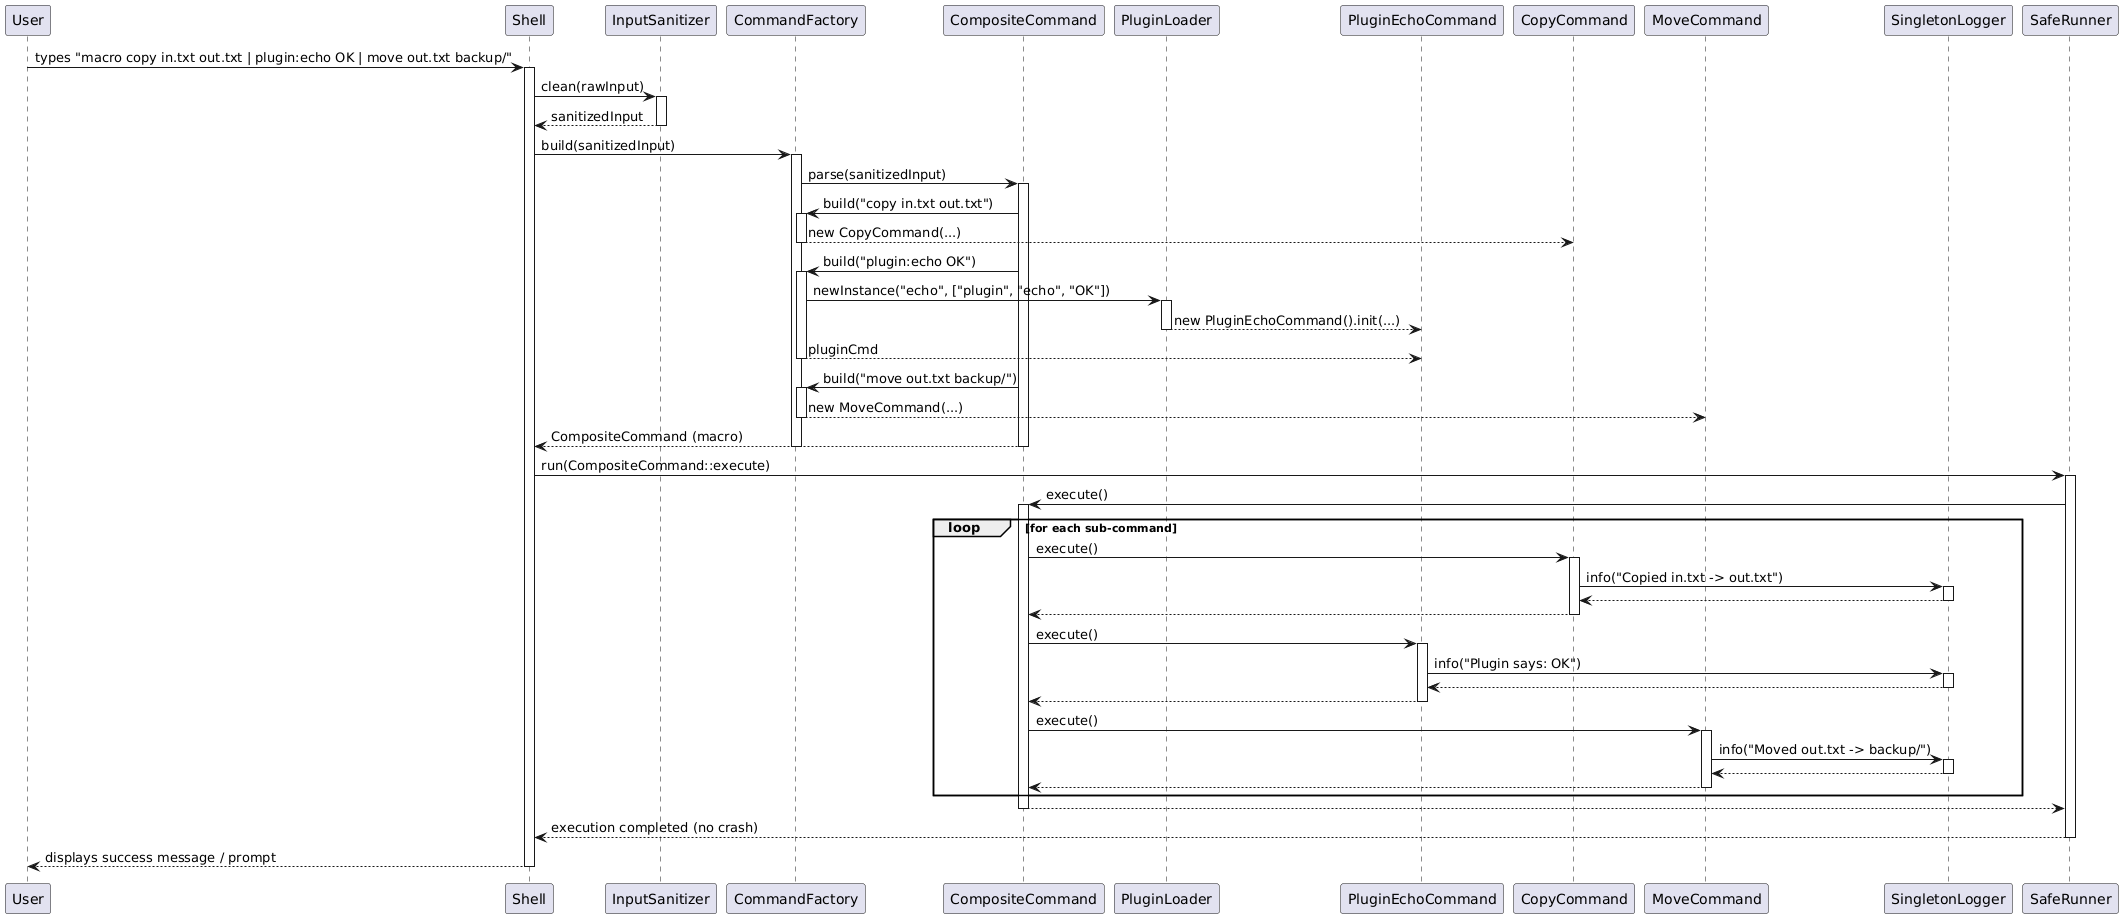 User
Shell
InputSanitizer
CommandFactory
CompositeCommand
PluginLoader
PluginEchoCommand
CopyCommand
MoveCommand
SingletonLogger
SafeRunner
types "macro copy in.txt out.txt | plugin:echo OK | move out.txt backup/"
clean(rawInput)
sanitizedInput
build(sanitizedInput)
parse(sanitizedInput)
build("copy in.txt out.txt")
new CopyCommand(...)
build("plugin:echo OK")
newInstance("echo", ["plugin", "echo", "OK"])
new PluginEchoCommand().init(...)
pluginCmd
build("move out.txt backup/")
new MoveCommand(...)
CompositeCommand (macro)
run(CompositeCommand::execute)
execute()
loop
[for each sub-command]
execute()
info("Copied in.txt -> out.txt")
execute()
info("Plugin says: OK")
execute()
info("Moved out.txt -> backup/")
execution completed (no crash)
displays success message / prompt
User
Shell
InputSanitizer
CommandFactory
CompositeCommand
PluginLoader
PluginEchoCommand
CopyCommand
MoveCommand
SingletonLogger
SafeRunner